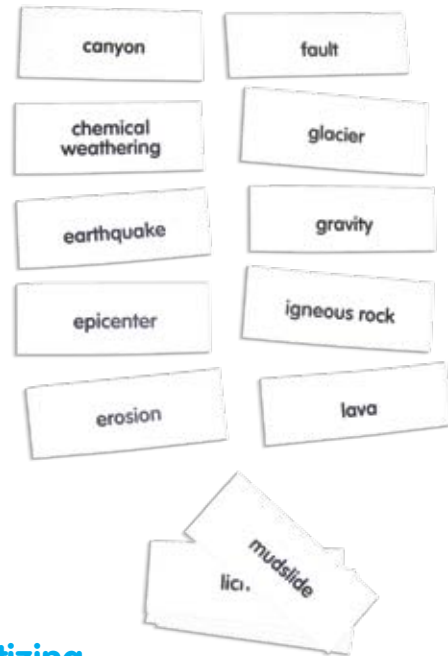 canyon
chemical
weathering
earthquake
epicenter
erosion
fault
glacier
gravity
igneous rock
lava
mudslide